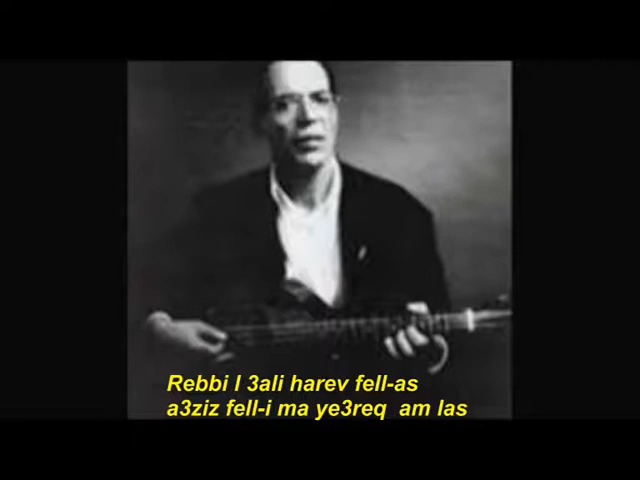 Rebbi l 3ali harev fell-as
a3ziz fell-i ma ye3req am las